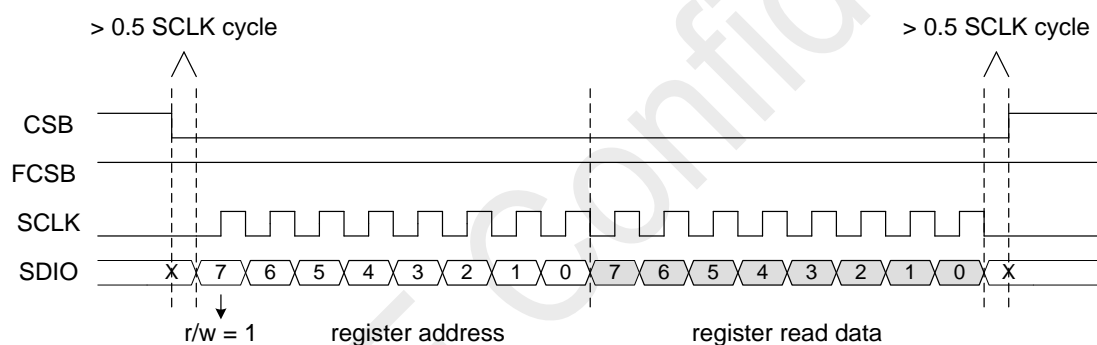 > 0.5 SCLK cycle > 0.5 SCLK cycle
CSB
FCSB
SCLK
SDIO X 7 6 5 4 3 2 1 0 7 6 5 4 3 2 1 0 X
r/w = 1 register address register read data
Confid